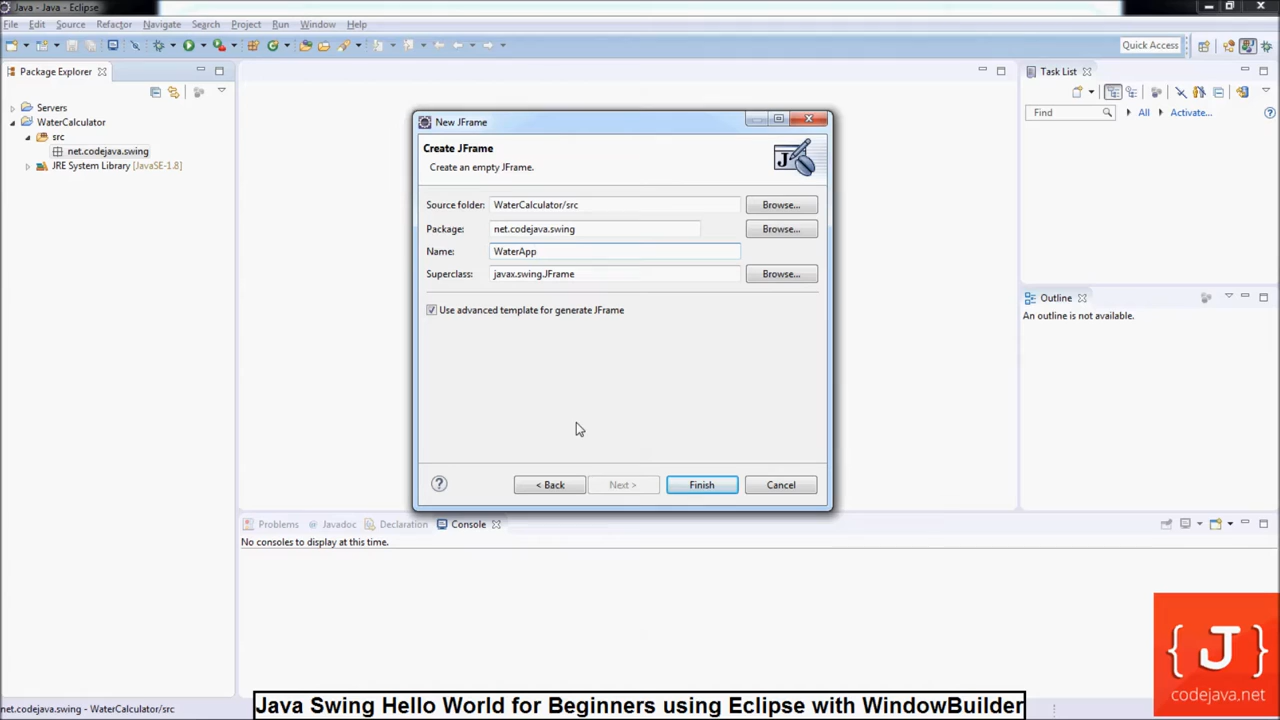 Java - Java - Eclipse
File Edit Source Refactor Navigate Search Project Run Window Help
Quick Access
Package Explorer
Servers
WaterCalculator
src
net.codejava.swing
JRE System Library [JavaSE-1.8]
New JFrame
Create JFrame
Create an empty JFrame.
J
Source folder: WaterCalculator/src Browse...
Package: net.codejava.swing Browse...
Name: WaterApp
Superclass: javax.swing.JFrame Browse...
Use advanced template for generate JFrame
? < Back Next > Finish Cancel
Task List
Find All Activate... ?
Outline
An outline is not available.
Problems Javadoc Declaration Console
No consoles to display at this time.
{ J }
codejava.net
net.codejava.swing - WaterCalculator/src
Java Swing Hello World for Beginners using Eclipse with WindowBuilder